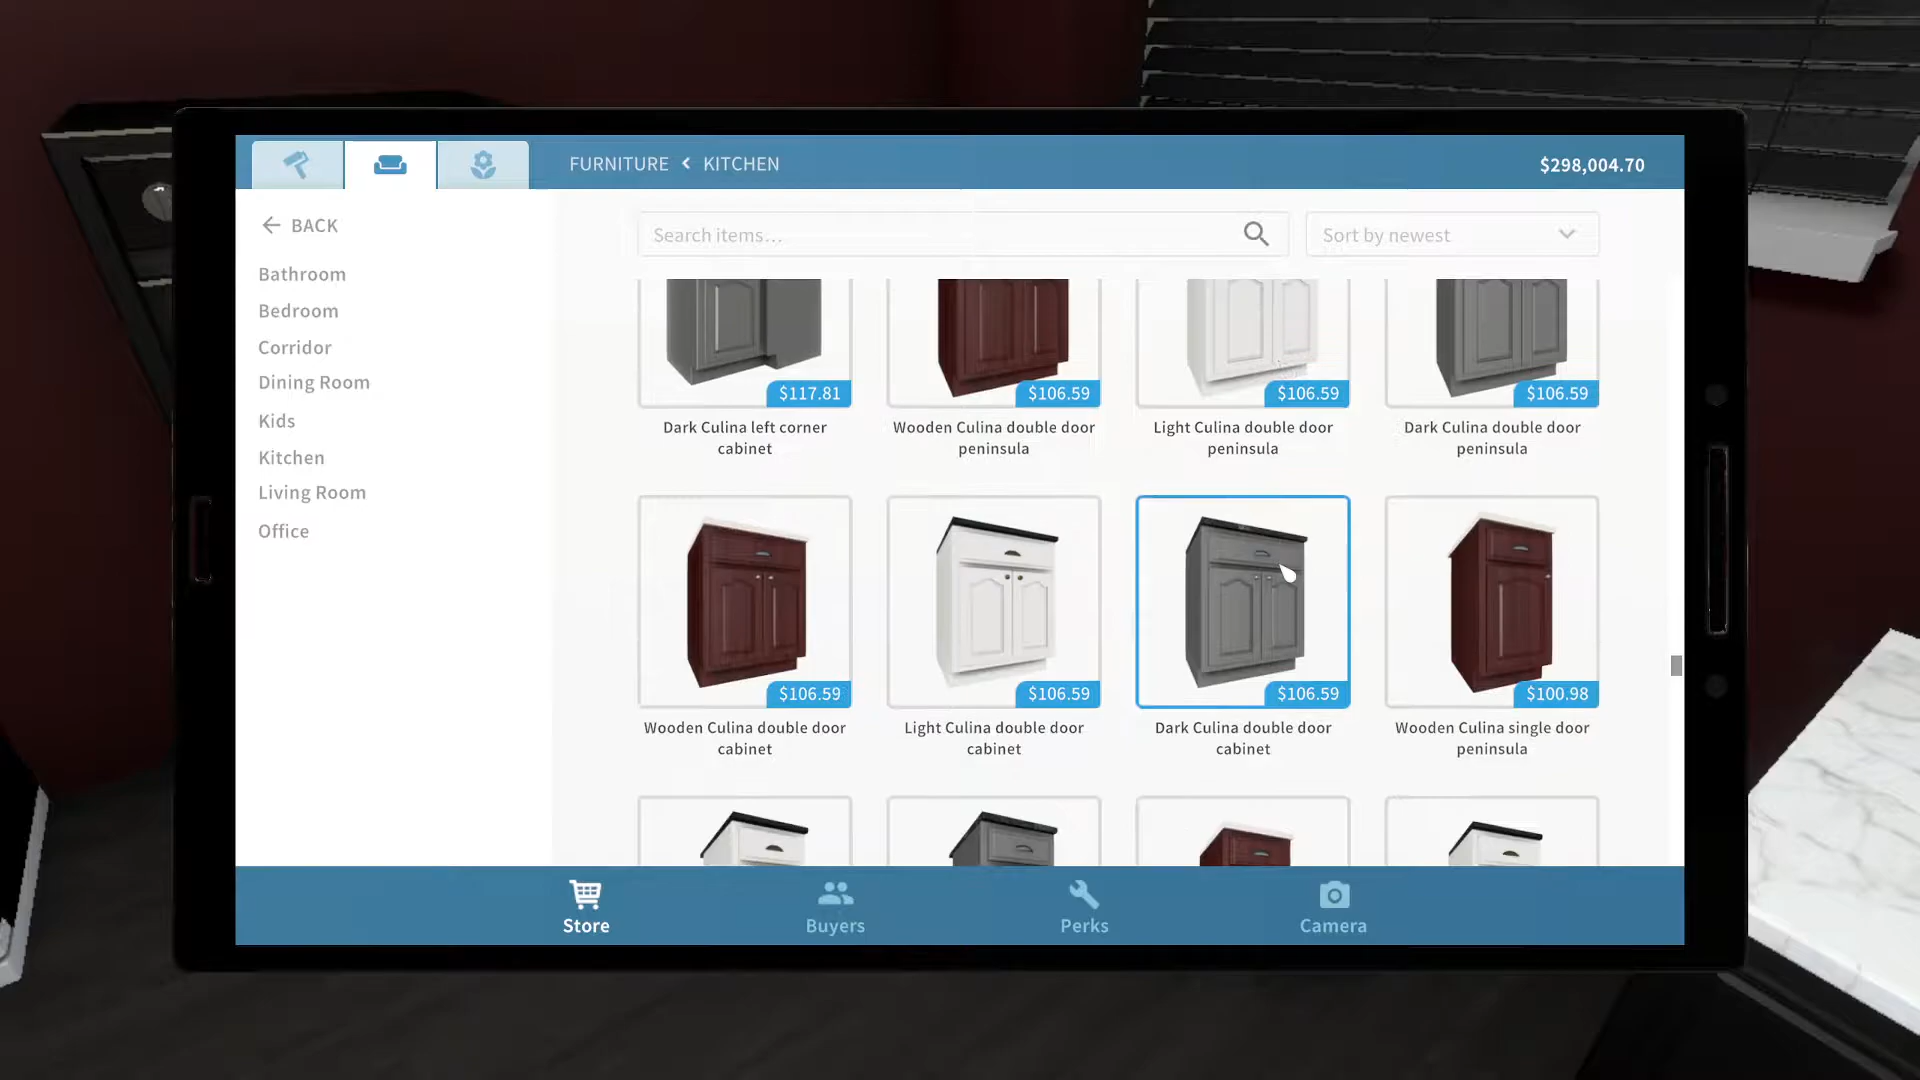 FURNITURE < KITCHEN
$298,004.70
BACK
Search items...
Sort by newest
Bathroom
Bedroom
Corridor
Dining Room
Kids
Kitchen
Living Room
Office
$117.81
$106.59
$106.59
$106.59
Dark Culina left corner
cabinet
Wooden Culina double door
peninsula
Light Culina double door
peninsula
Dark Culina double door
peninsula
$106.59
$106.59
$106.59
$100.98
Wooden Culina double door
cabinet
Light Culina double door
cabinet
Dark Culina double door
cabinet
Wooden Culina single door
peninsula
Store
Buyers
Perks
Camera